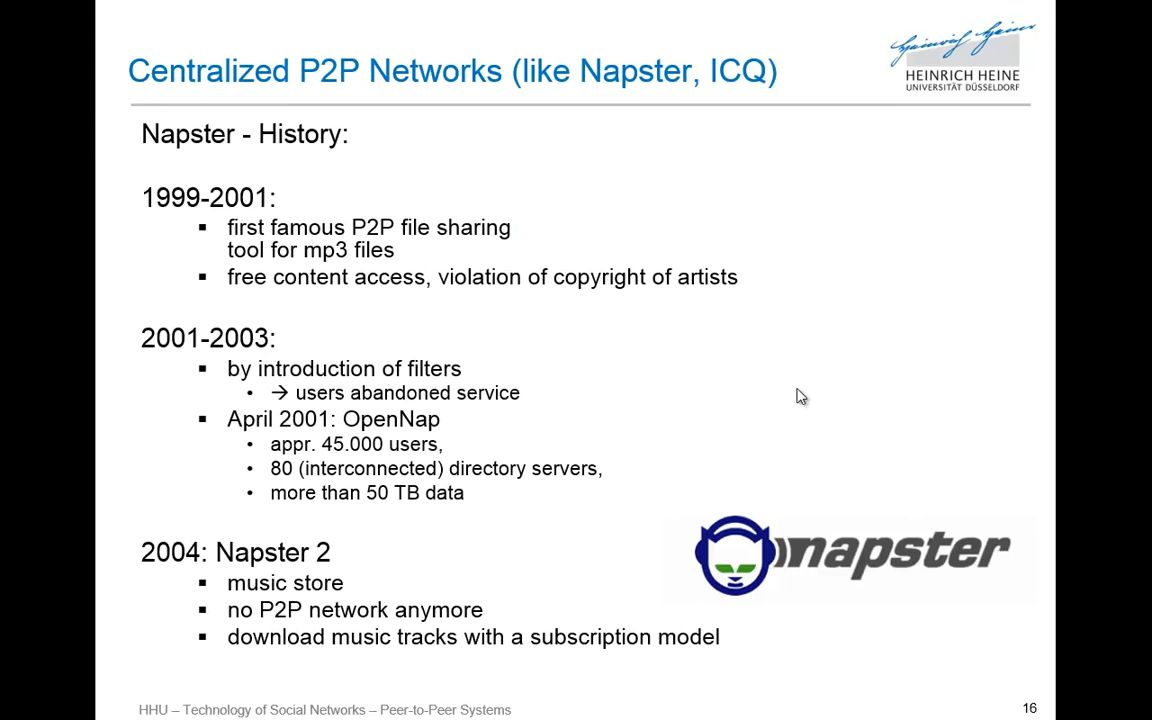 Centralized P2P Networks (like Napster, ICQ)
Heinrich Heine
HEINRICH HEINE
UNIVERSITÄT DÜSSELDORF
Napster - History:
1999-2001:
▪ first famous P2P file sharing
tool for mp3 files
▪ free content access, violation of copyright of artists
2001-2003:
▪ by introduction of filters
• → users abandoned service
▪ April 2001: OpenNap
• appr. 45.000 users,
• 80 (interconnected) directory servers,
• more than 50 TB data
napster
2004: Napster 2
▪ music store
▪ no P2P network anymore
▪ download music tracks with a subscription model
HHU – Technology of Social Networks – Peer-to-Peer Systems
16